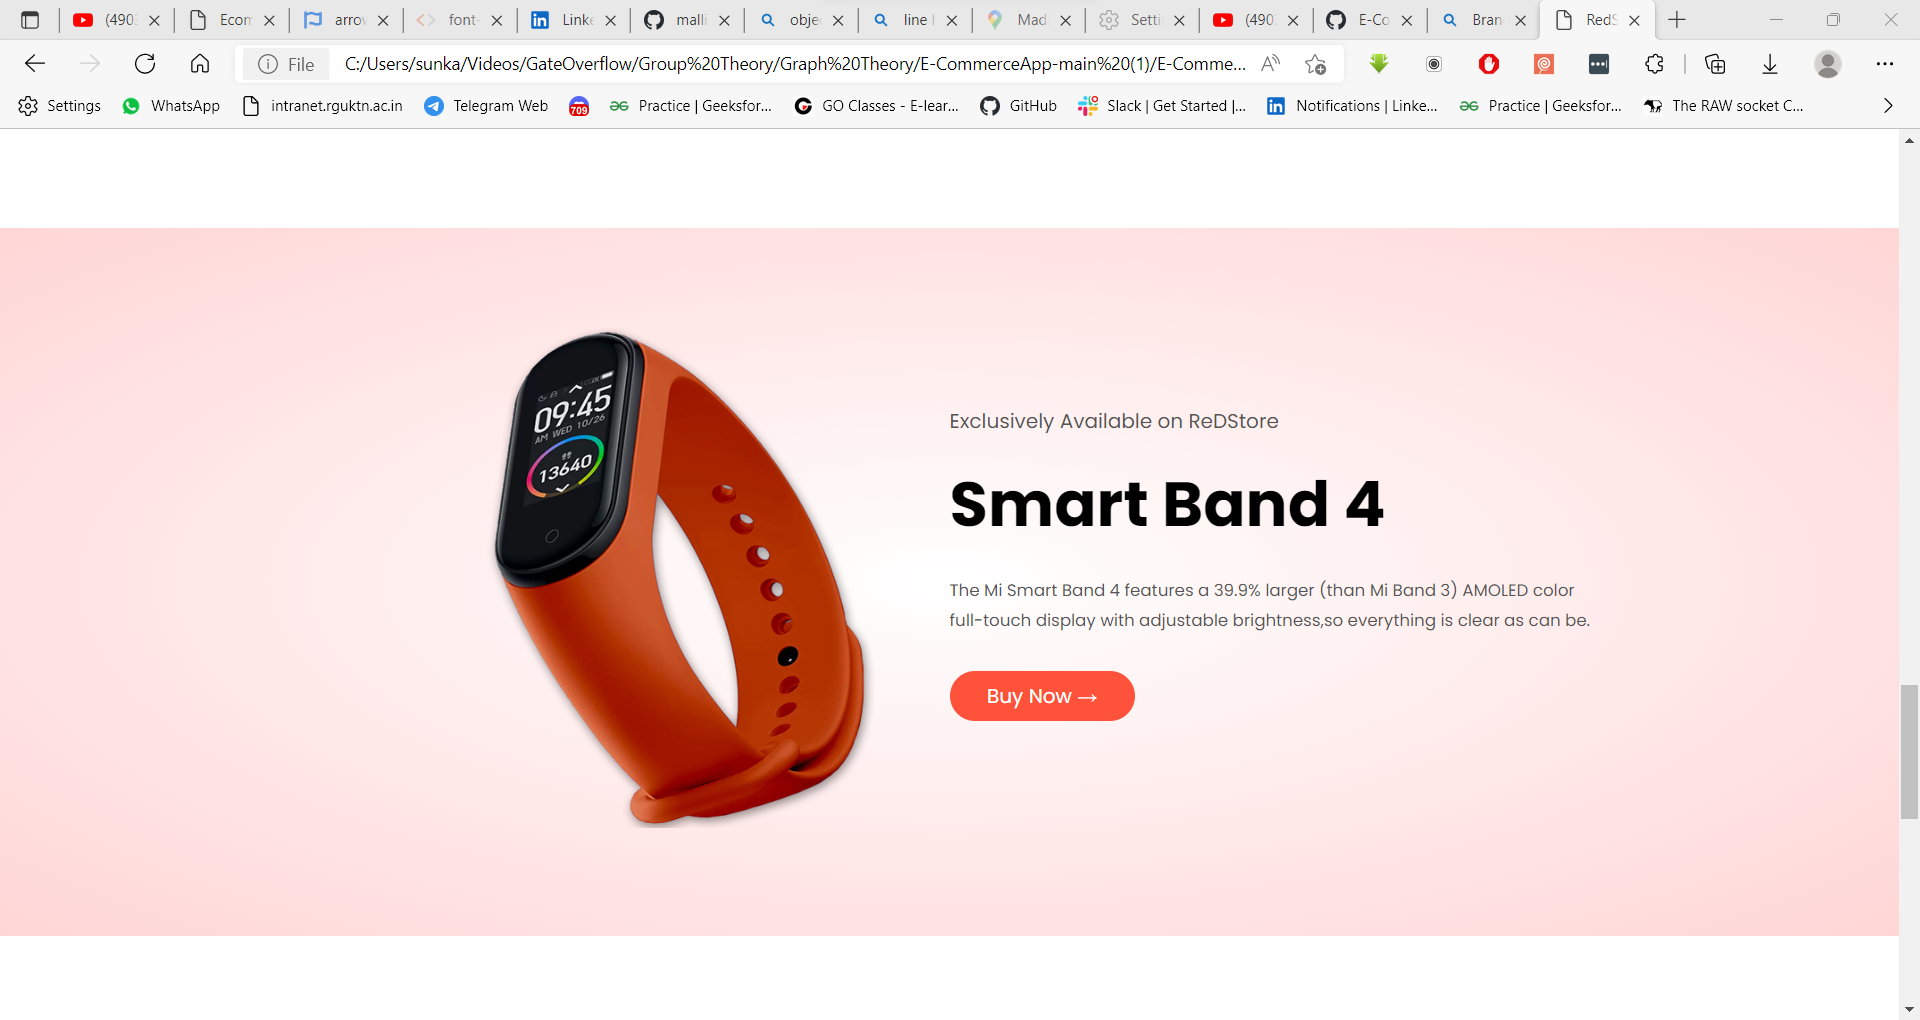 (490
Ecom
arrow
font-
Linke
malli
obje
line
Mad
Setti
(490
E-Co
Bran
RedS
File
C:/Users/sunka/Videos/GateOverflow/Group%20Theory/Graph%20Theory/E-CommerceApp-main%20(1)/E-Comme...
Settings
WhatsApp
intranet.rguktn.ac.in
Telegram Web
709
Practice | Geeksfor...
GO Classes - E-lear...
GitHub
Slack | Get Started |...
Notifications | Linke...
Practice | Geeksfor...
The RAW socket C...
09:45
AM WED 10/26
13640
Exclusively Available on ReDStore
Smart Band 4
The Mi Smart Band 4 features a 39.9% larger (than Mi Band 3) AMOLED color
full-touch display with adjustable brightness,so everything is clear as can be.
Buy Now →